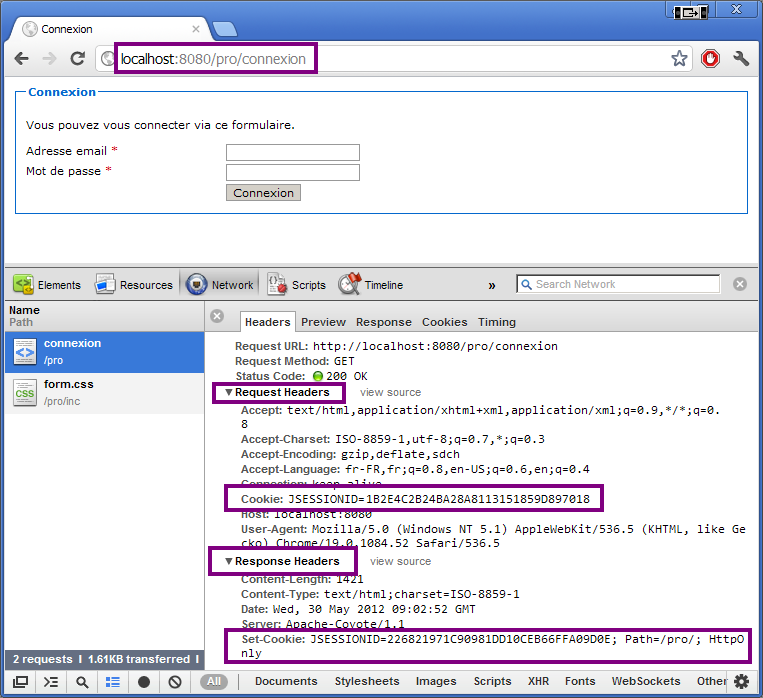 Connexion
localhost:8080/pro/connexion
Connexion
Vous pouvez vous connecter via ce formulaire.
Adresse email *
Mot de passe *
Connexion
Elements Resources Network Scripts Timeline » Search Network
Name
Path
connexion
/pro
form.css
/pro/inc
Headers Preview Response Cookies Timing
Request URL: http://localhost:8080/pro/connexion
Request Method: GET
Status Code: 200 OK
▼Request Headers view source
Accept: text/html,application/xhtml+xml,application/xml;q=0.9,*/*;q=0.
8
Accept-Charset: ISO-8859-1,utf-8;q=0.7,*;q=0.3
Accept-Encoding: gzip,deflate,sdch
Accept-Language: fr-FR,fr;q=0.8,en-US;q=0.6,en;q=0.4
Connection: keep-alive
Cookie: JSESSIONID=1B2E4C2B24BA28A8113151859D897018
Host: localhost:8080
User-Agent: Mozilla/5.0 (Windows NT 5.1) AppleWebKit/536.5 (KHTML, like Ge
cko) Chrome/19.0.1084.52 Safari/536.5
▼Response Headers view source
Content-Length: 1421
Content-Type: text/html;charset=ISO-8859-1
Date: Wed, 30 May 2012 09:02:52 GMT
Server: Apache-Coyote/1.1
Set-Cookie: JSESSIONID=226821971C90981DD10CEB66FFA09D0E; Path=/pro/; HttpO
nly
2 requests | 1.61KB transferred |
All Documents Stylesheets Images Scripts XHR Fonts WebSockets Other